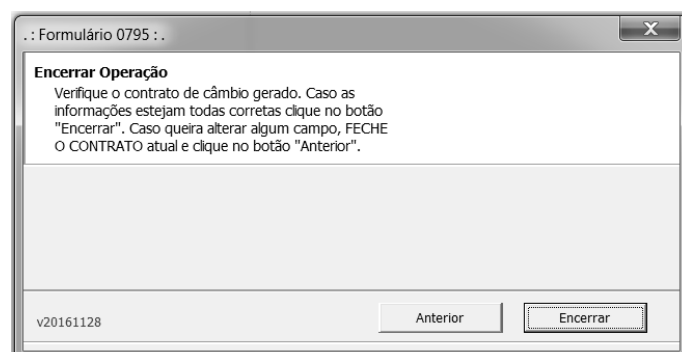 . : Formulário 0795 : .
X
Encerrar Operação
Verifique o contrato de câmbio gerado. Caso as
informações estejam todas corretas clique no botão
"Encerrar". Caso queira alterar algum campo, FECHE
O CONTRATO atual e clique no botão "Anterior".
v20161128
Anterior
Encerrar